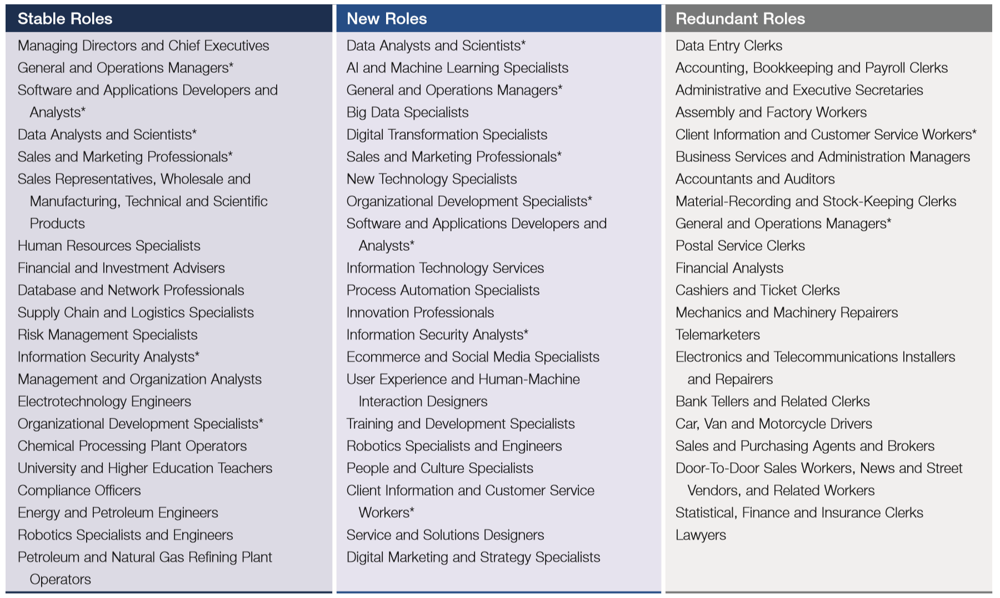 Stable Roles
Managing Directors and Chief Executives
General and Operations Managers*
Software and Applications Developers and
Analysts*
Data Analysts and Scientists*
Sales and Marketing Professionals*
Sales Representatives, Wholesale and
Manufacturing, Technical and Scientific
Products
Human Resources Specialists
Financial and Investment Advisers
Database and Network Professionals
Supply Chain and Logistics Specialists
Risk Management Specialists
Information Security Analysts*
Management and Organization Analysts
Electrotechnology Engineers
Organizational Development Specialists*
Chemical Processing Plant Operators
University and Higher Education Teachers
Compliance Officers
Energy and Petroleum Engineers
Robotics Specialists and Engineers
Petroleum and Natural Gas Refining Plant
Operators
New Roles
Data Analysts and Scientists*
AI and Machine Learning Specialists
General and Operations Managers*
Big Data Specialists
Digital Transformation Specialists
Sales and Marketing Professionals*
New Technology Specialists
Organizational Development Specialists*
Software and Applications Developers and
Analysts*
Information Technology Services
Process Automation Specialists
Innovation Professionals
Information Security Analysts*
Ecommerce and Social Media Specialists
User Experience and Human-Machine
Interaction Designers
Training and Development Specialists
Robotics Specialists and Engineers
People and Culture Specialists
Client Information and Customer Service
Workers*
Service and Solutions Designers
Digital Marketing and Strategy Specialists
Redundant Roles
Data Entry Clerks
Accounting, Bookkeeping and Payroll Clerks
Administrative and Executive Secretaries
Assembly and Factory Workers
Client Information and Customer Service Workers*
Business Services and Administration Managers
Accountants and Auditors
Material-Recording and Stock-Keeping Clerks
General and Operations Managers*
Postal Service Clerks
Financial Analysts
Cashiers and Ticket Clerks
Mechanics and Machinery Repairers
Telemarketers
Electronics and Telecommunications Installers
and Repairers
Bank Tellers and Related Clerks
Car, Van and Motorcycle Drivers
Sales and Purchasing Agents and Brokers
Door-To-Door Sales Workers, News and Street
Vendors, and Related Workers
Statistical, Finance and Insurance Clerks
Lawyers